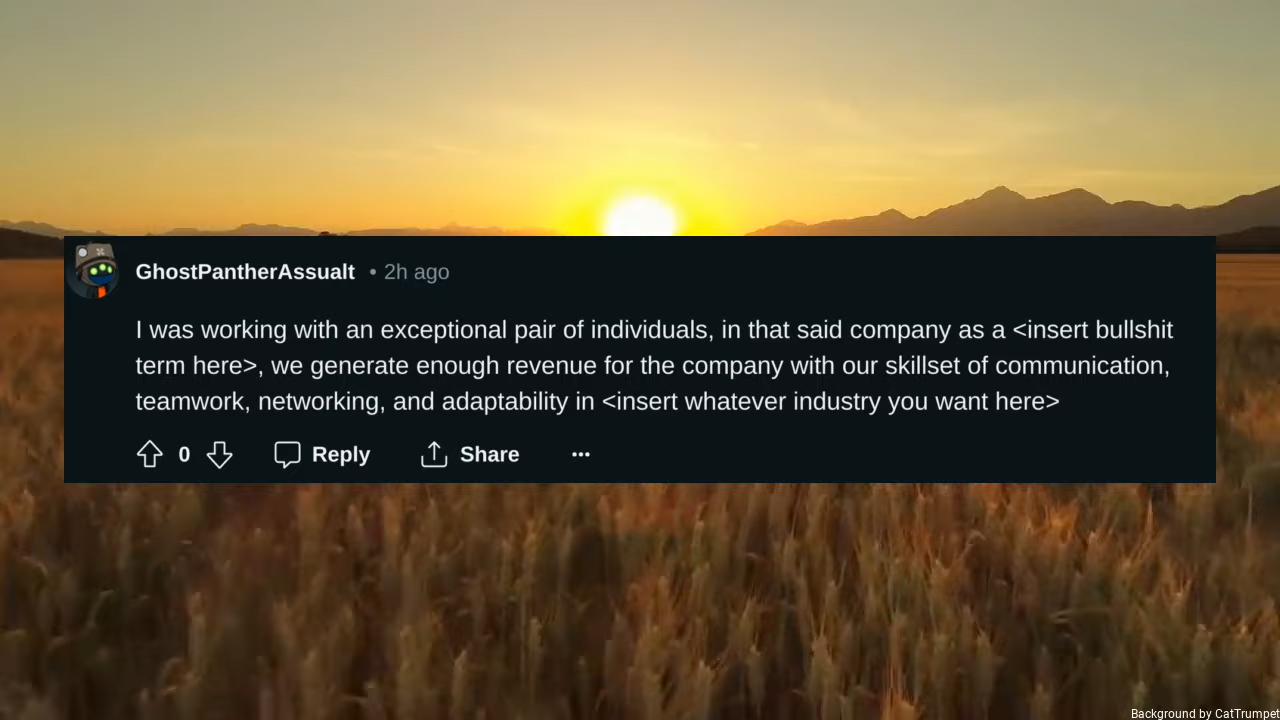 GhostPantherAssualt • 2h ago
I was working with an exceptional pair of individuals, in that said company as a <insert bullshit
term here>, we generate enough revenue for the company with our skillset of communication,
teamwork, networking, and adaptability in <insert whatever industry you want here>
0 Reply Share ...
Background by CatTrumpet